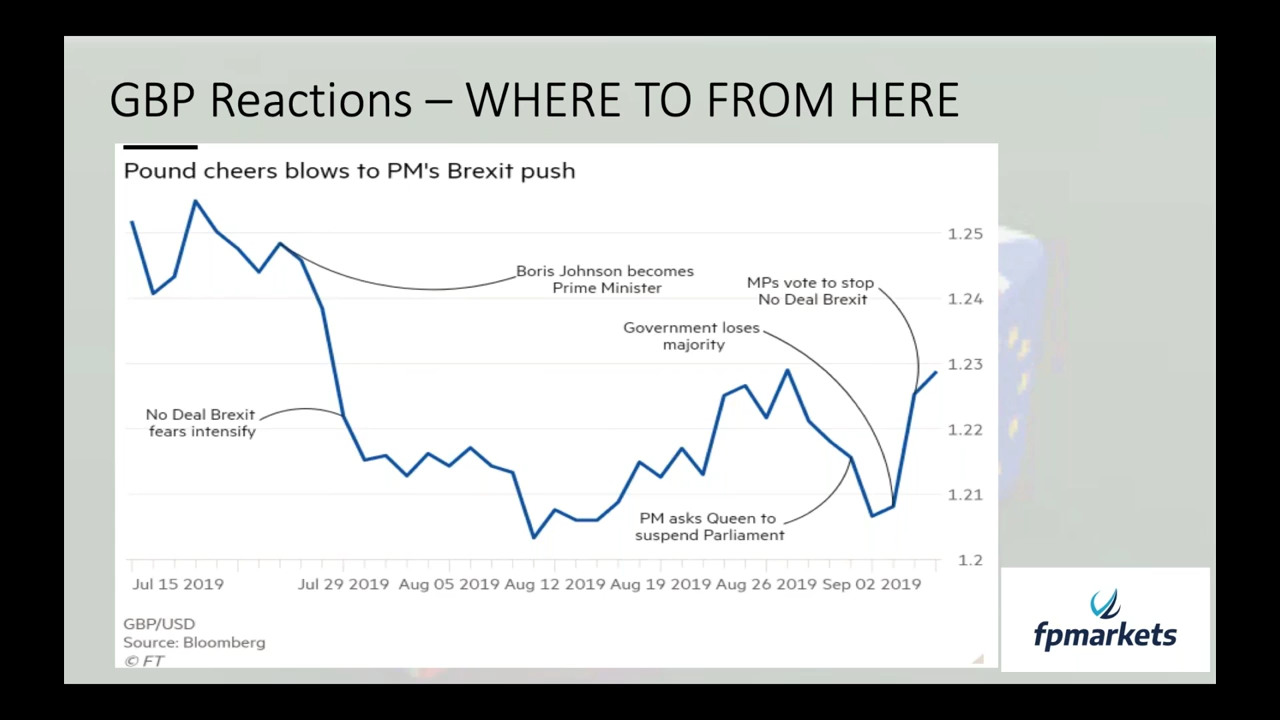 GBP Reactions – WHERE TO FROM HERE
Pound cheers blows to PM's Brexit push
1.25
Boris Johnson becomes
Prime Minister
MPs vote to stop
No Deal Brexit
1.24
Government loses
majority
1.23
No Deal Brexit
fears intensify
1.22
1.21
PM asks Queen to
suspend Parliament
1.2
Jul 15 2019 Jul 29 2019 Aug 05 2019 Aug 12 2019 Aug 19 2019 Aug 26 2019 Sep 02 2019
GBP/USD
Source: Bloomberg
© FT
fpmarkets